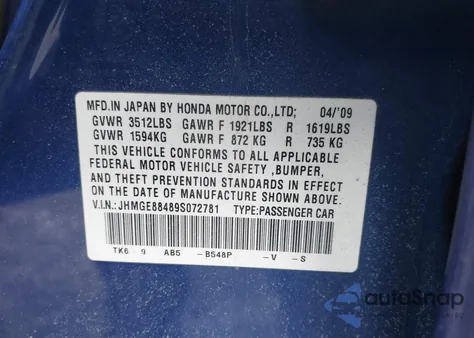 MFD.IN JAPAN BY HONDA MOTOR CO.,LTD; 04/'09
GVWR 3512LBS GAWR F 1921LBS R 1619LBS
GVWR 1594KG GAWR F 872 KG R 735 KG
THIS VEHICLE CONFORMS TO ALL APPLICABLE
FEDERAL MOTOR VEHICLE SAFETY ,BUMPER,
AND THEFT PREVENTION STANDARDS IN EFFECT
ON THE DATE OF MANUFACTURE SHOWN ABOVE.
V.I.N.: JHMGE88489S072781 TYPE:PASSENGER CAR
TK6 9 AB5 -B548P -V -S
autoSnap